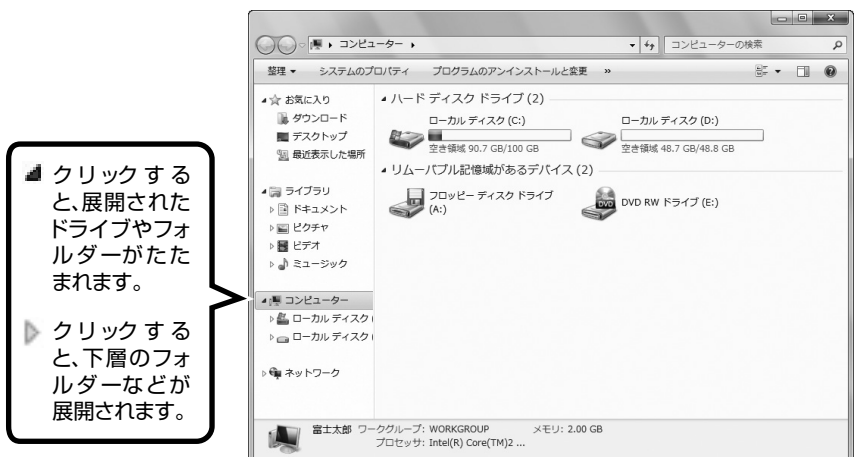 クリックする
と、展開された
ドライブやフォ
ルダーがたた
まれます。
クリックする
と、下層のフォ
ルダーなどが
展開されます。
コンピューター
コンピューターの検索
整理 システムのプロパティ プログラムのアンインストールと変更 »
お気に入り
ダウンロード
デスクトップ
最近表示した場所
ライブラリ
ドキュメント
ピクチャ
ビデオ
ミュージック
コンピューター
ローカル ディスク (
ローカル ディスク (
ネットワーク
ハード ディスク ドライブ (2)
ローカル ディスク (C:)
空き領域 90.7 GB/100 GB
ローカル ディスク (D:)
空き領域 48.7 GB/48.8 GB
リムーバブル記憶域があるデバイス (2)
フロッピー ディスク ドライブ
(A:)
DVD
DVD RW ドライブ (E:)
富士太郎 ワークグループ: WORKGROUP メモリ: 2.00 GB
プロセッサ: Intel(R) Core(TM)2 ...